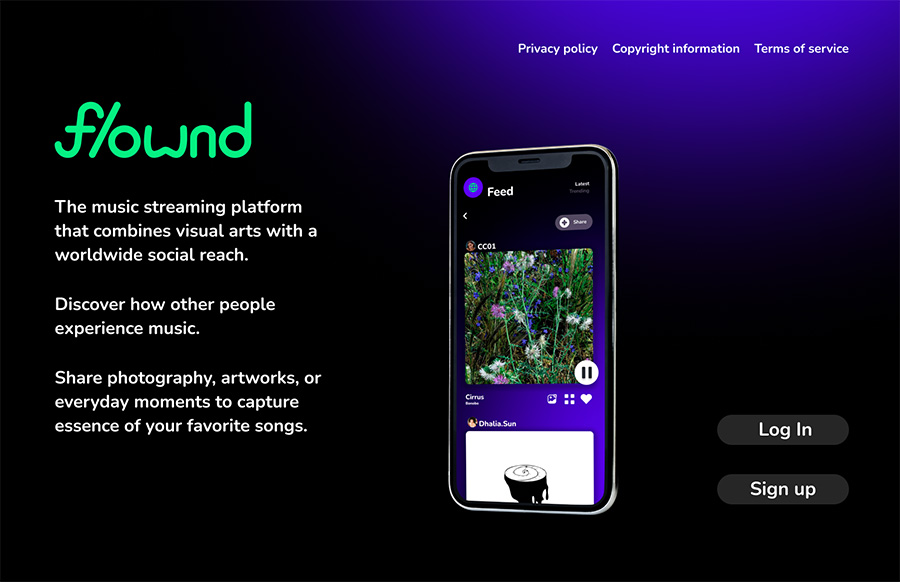 Privacy policy Copyright information Terms of service
flownd
The music streaming platform
that combines visual arts with a
worldwide social reach.
Discover how other people
experience music.
Share photography, artworks, or
everyday moments to capture
essence of your favorite songs.
Feed
Latest
Trending
Share
CC01
Cirrus
Bonobo
Dhalia.Sun
Log In
Sign up